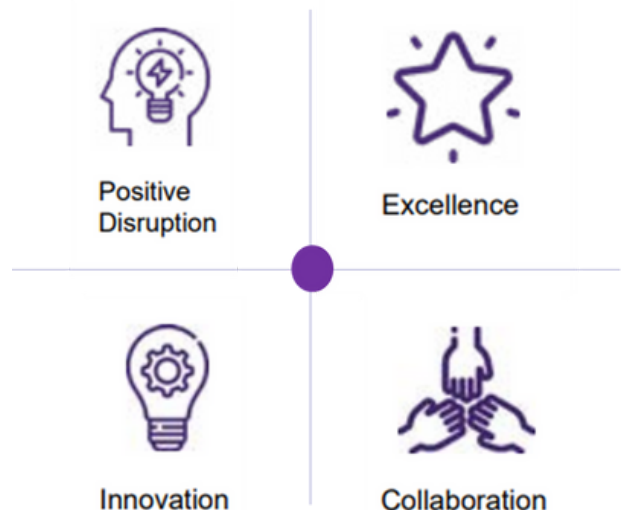 Positive
Disruption
Excellence
Innovation
Collaboration